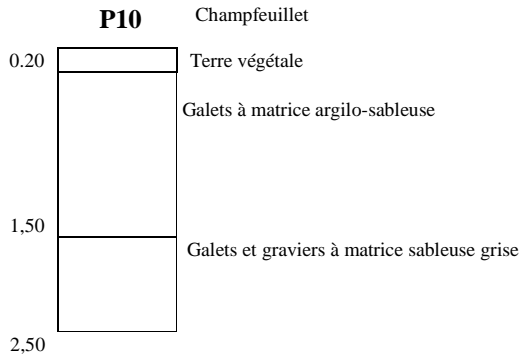 P10 Champfeuillet
0.20 Terre végétale
Galets à matrice argilo-sableuse
1,50
Galets et graviers à matrice sableuse grise
2,50